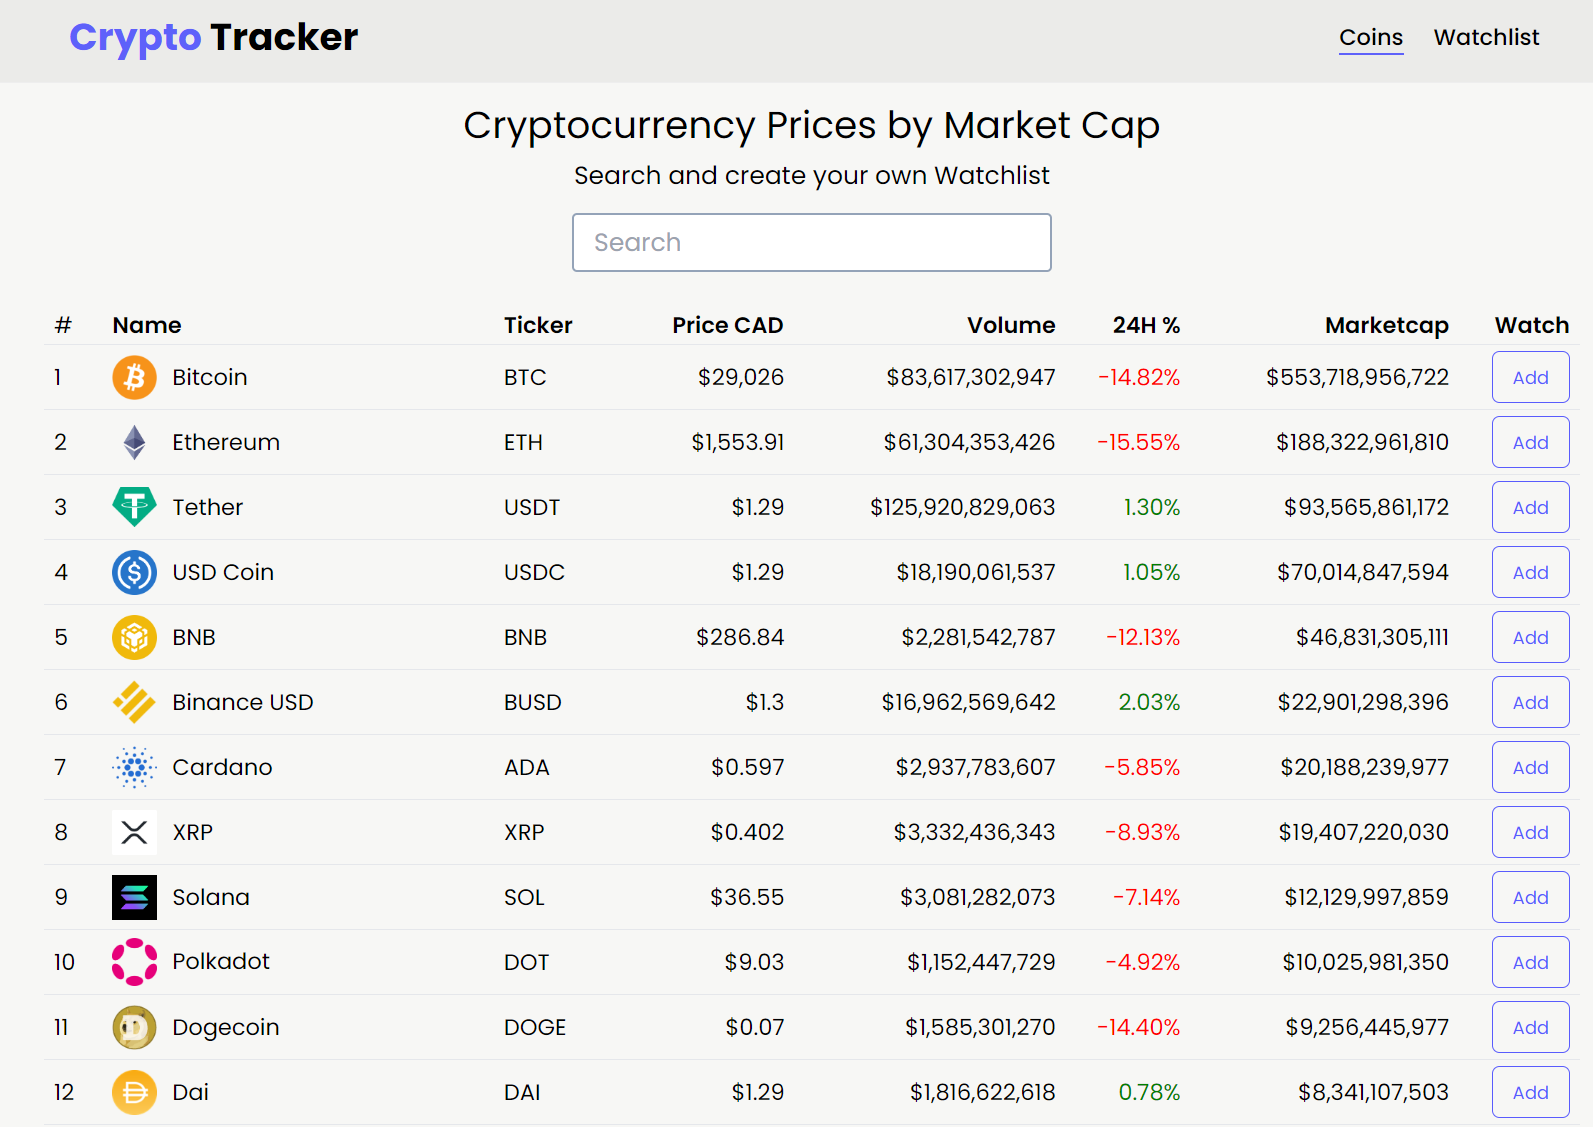 Crypto Tracker Coins Watchlist
Cryptocurrency Prices by Market Cap
Search and create your own Watchlist
Search
# Name Ticker Price CAD Volume 24H % Marketcap Watch
1 Bitcoin BTC $29,026 $83,617,302,947 -14.82% $553,718,956,722 Add
2 Ethereum ETH $1,553.91 $61,304,353,426 -15.55% $188,322,961,810 Add
3 Tether USDT $1.29 $125,920,829,063 1.30% $93,565,861,172 Add
4 USD Coin USDC $1.29 $18,190,061,537 1.05% $70,014,847,594 Add
5 BNB BNB $286.84 $2,281,542,787 -12.13% $46,831,305,111 Add
6 Binance USD BUSD $1.3 $16,962,569,642 2.03% $22,901,298,396 Add
7 Cardano ADA $0.597 $2,937,783,607 -5.85% $20,188,239,977 Add
8 XRP XRP $0.402 $3,332,436,343 -8.93% $19,407,220,030 Add
9 Solana SOL $36.55 $3,081,282,073 -7.14% $12,129,997,859 Add
10 Polkadot DOT $9.03 $1,152,447,729 -4.92% $10,025,981,350 Add
11 Dogecoin DOGE $0.07 $1,585,301,270 -14.40% $9,256,445,977 Add
12 Dai DAI $1.29 $1,816,622,618 0.78% $8,341,107,503 Add